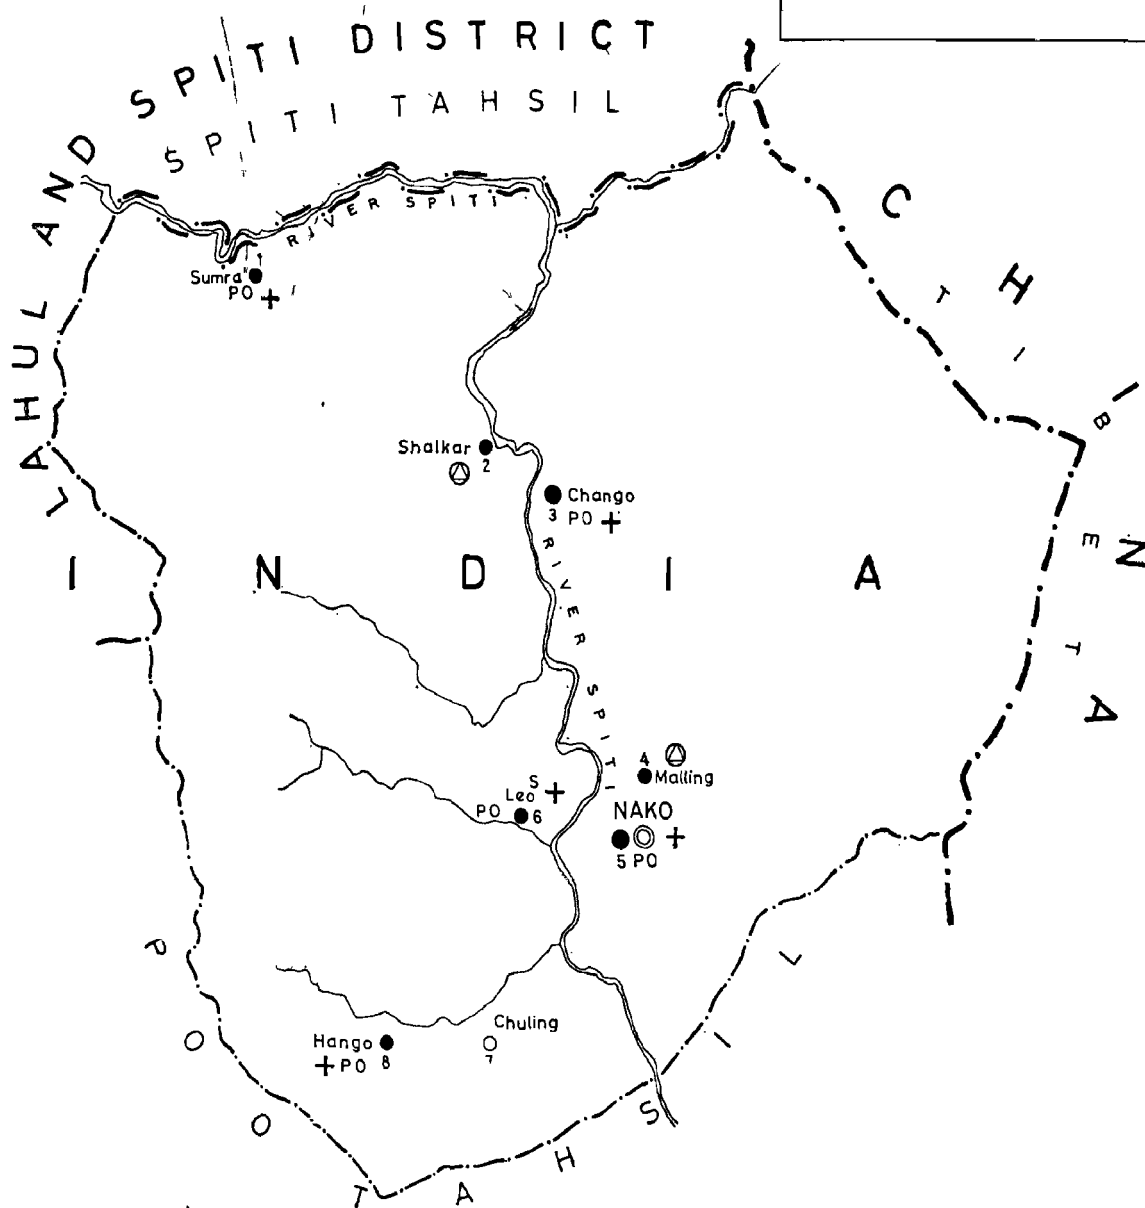 LAHUL AND SPITI DISTRICT
SPITI TAHSIL
RIVER SPITI
Sumra
PO
CHINA
TIBET
Shalkar
2
Chango
3 PO
INDIA
RIVER SPITI
4
Malling
S
Leo
PO 6
NAKO
5 PO
Chuling
7
Hango
PO 8
POO TAHSIL